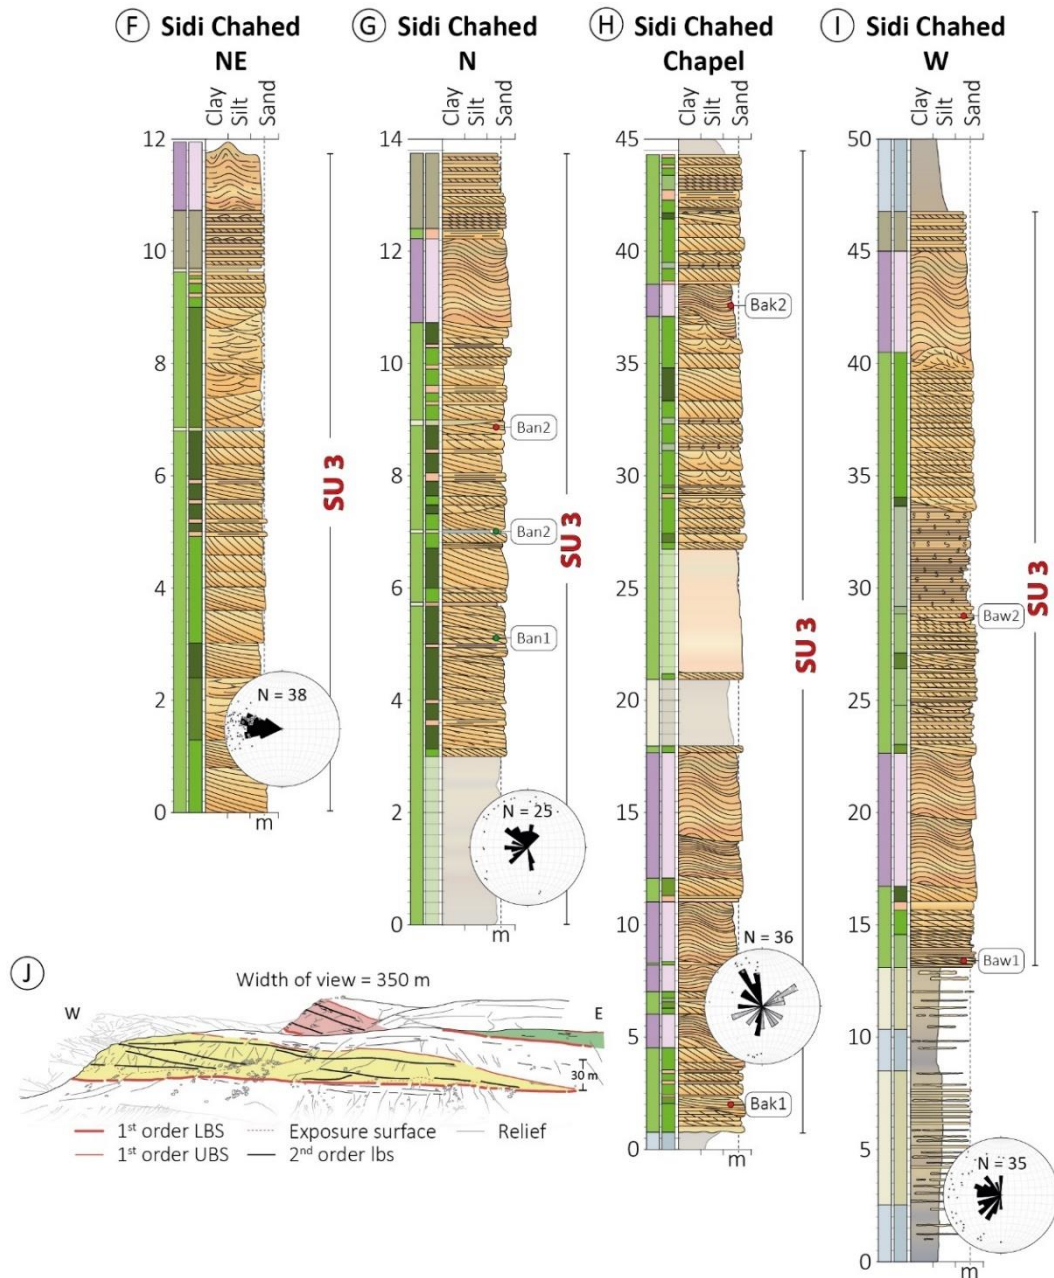 F Sidi Chahed
NE
Clay
Silt
Sand
12
10
8
6
4
2
0
m
N = 38
SU 3
G Sidi Chahed
N
Clay
Silt
Sand
14
12
10
8
6
4
2
0
m
Ban2
Ban2
Ban1
N = 25
SU 3
H Sidi Chahed
Chapel
Clay
Silt
Sand
45
40
35
30
25
20
15
10
5
0
m
Bak2
Bak1
N = 36
SU 3
I Sidi Chahed
W
Clay
Silt
Sand
50
45
40
35
30
25
20
15
10
5
0
m
Baw2
Baw1
N = 35
SU 3
J
Width of view = 350 m
W
E
30 m
1st order LBS
Exposure surface
Relief
1st order UBS
2nd order lbs